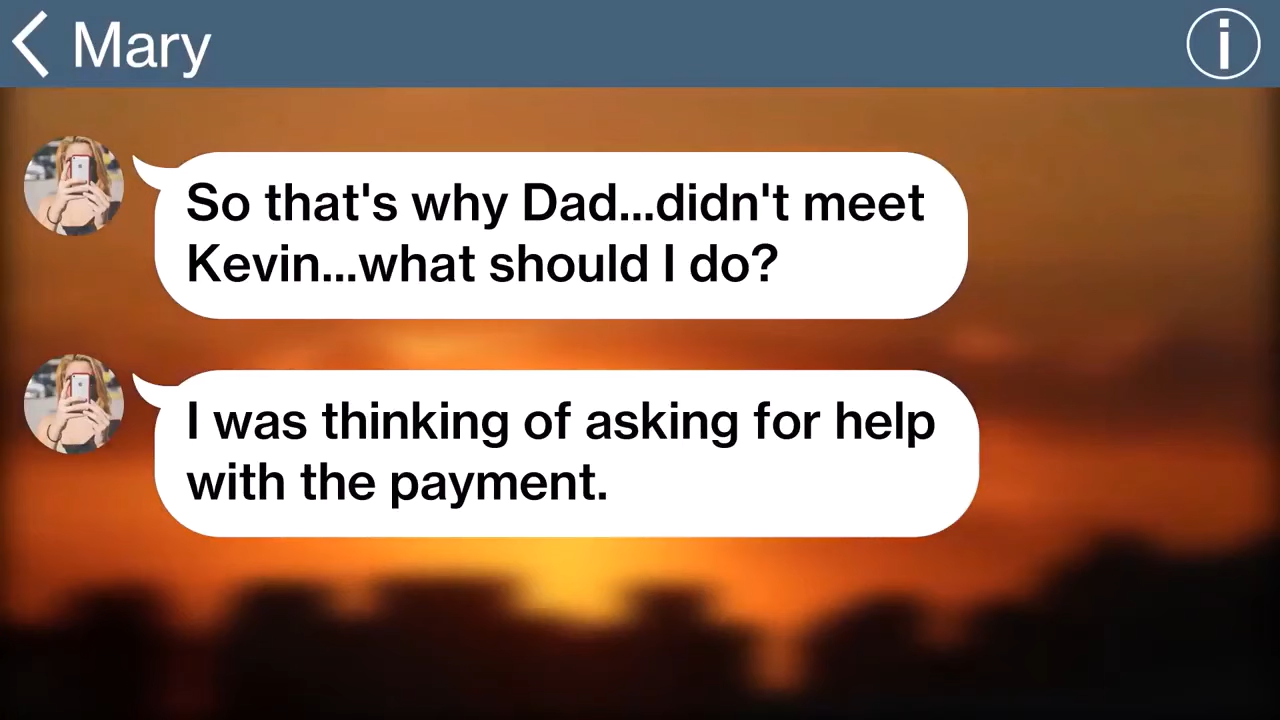 Mary
So that's why Dad...didn't meet
Kevin...what should I do?
I was thinking of asking for help
with the payment.